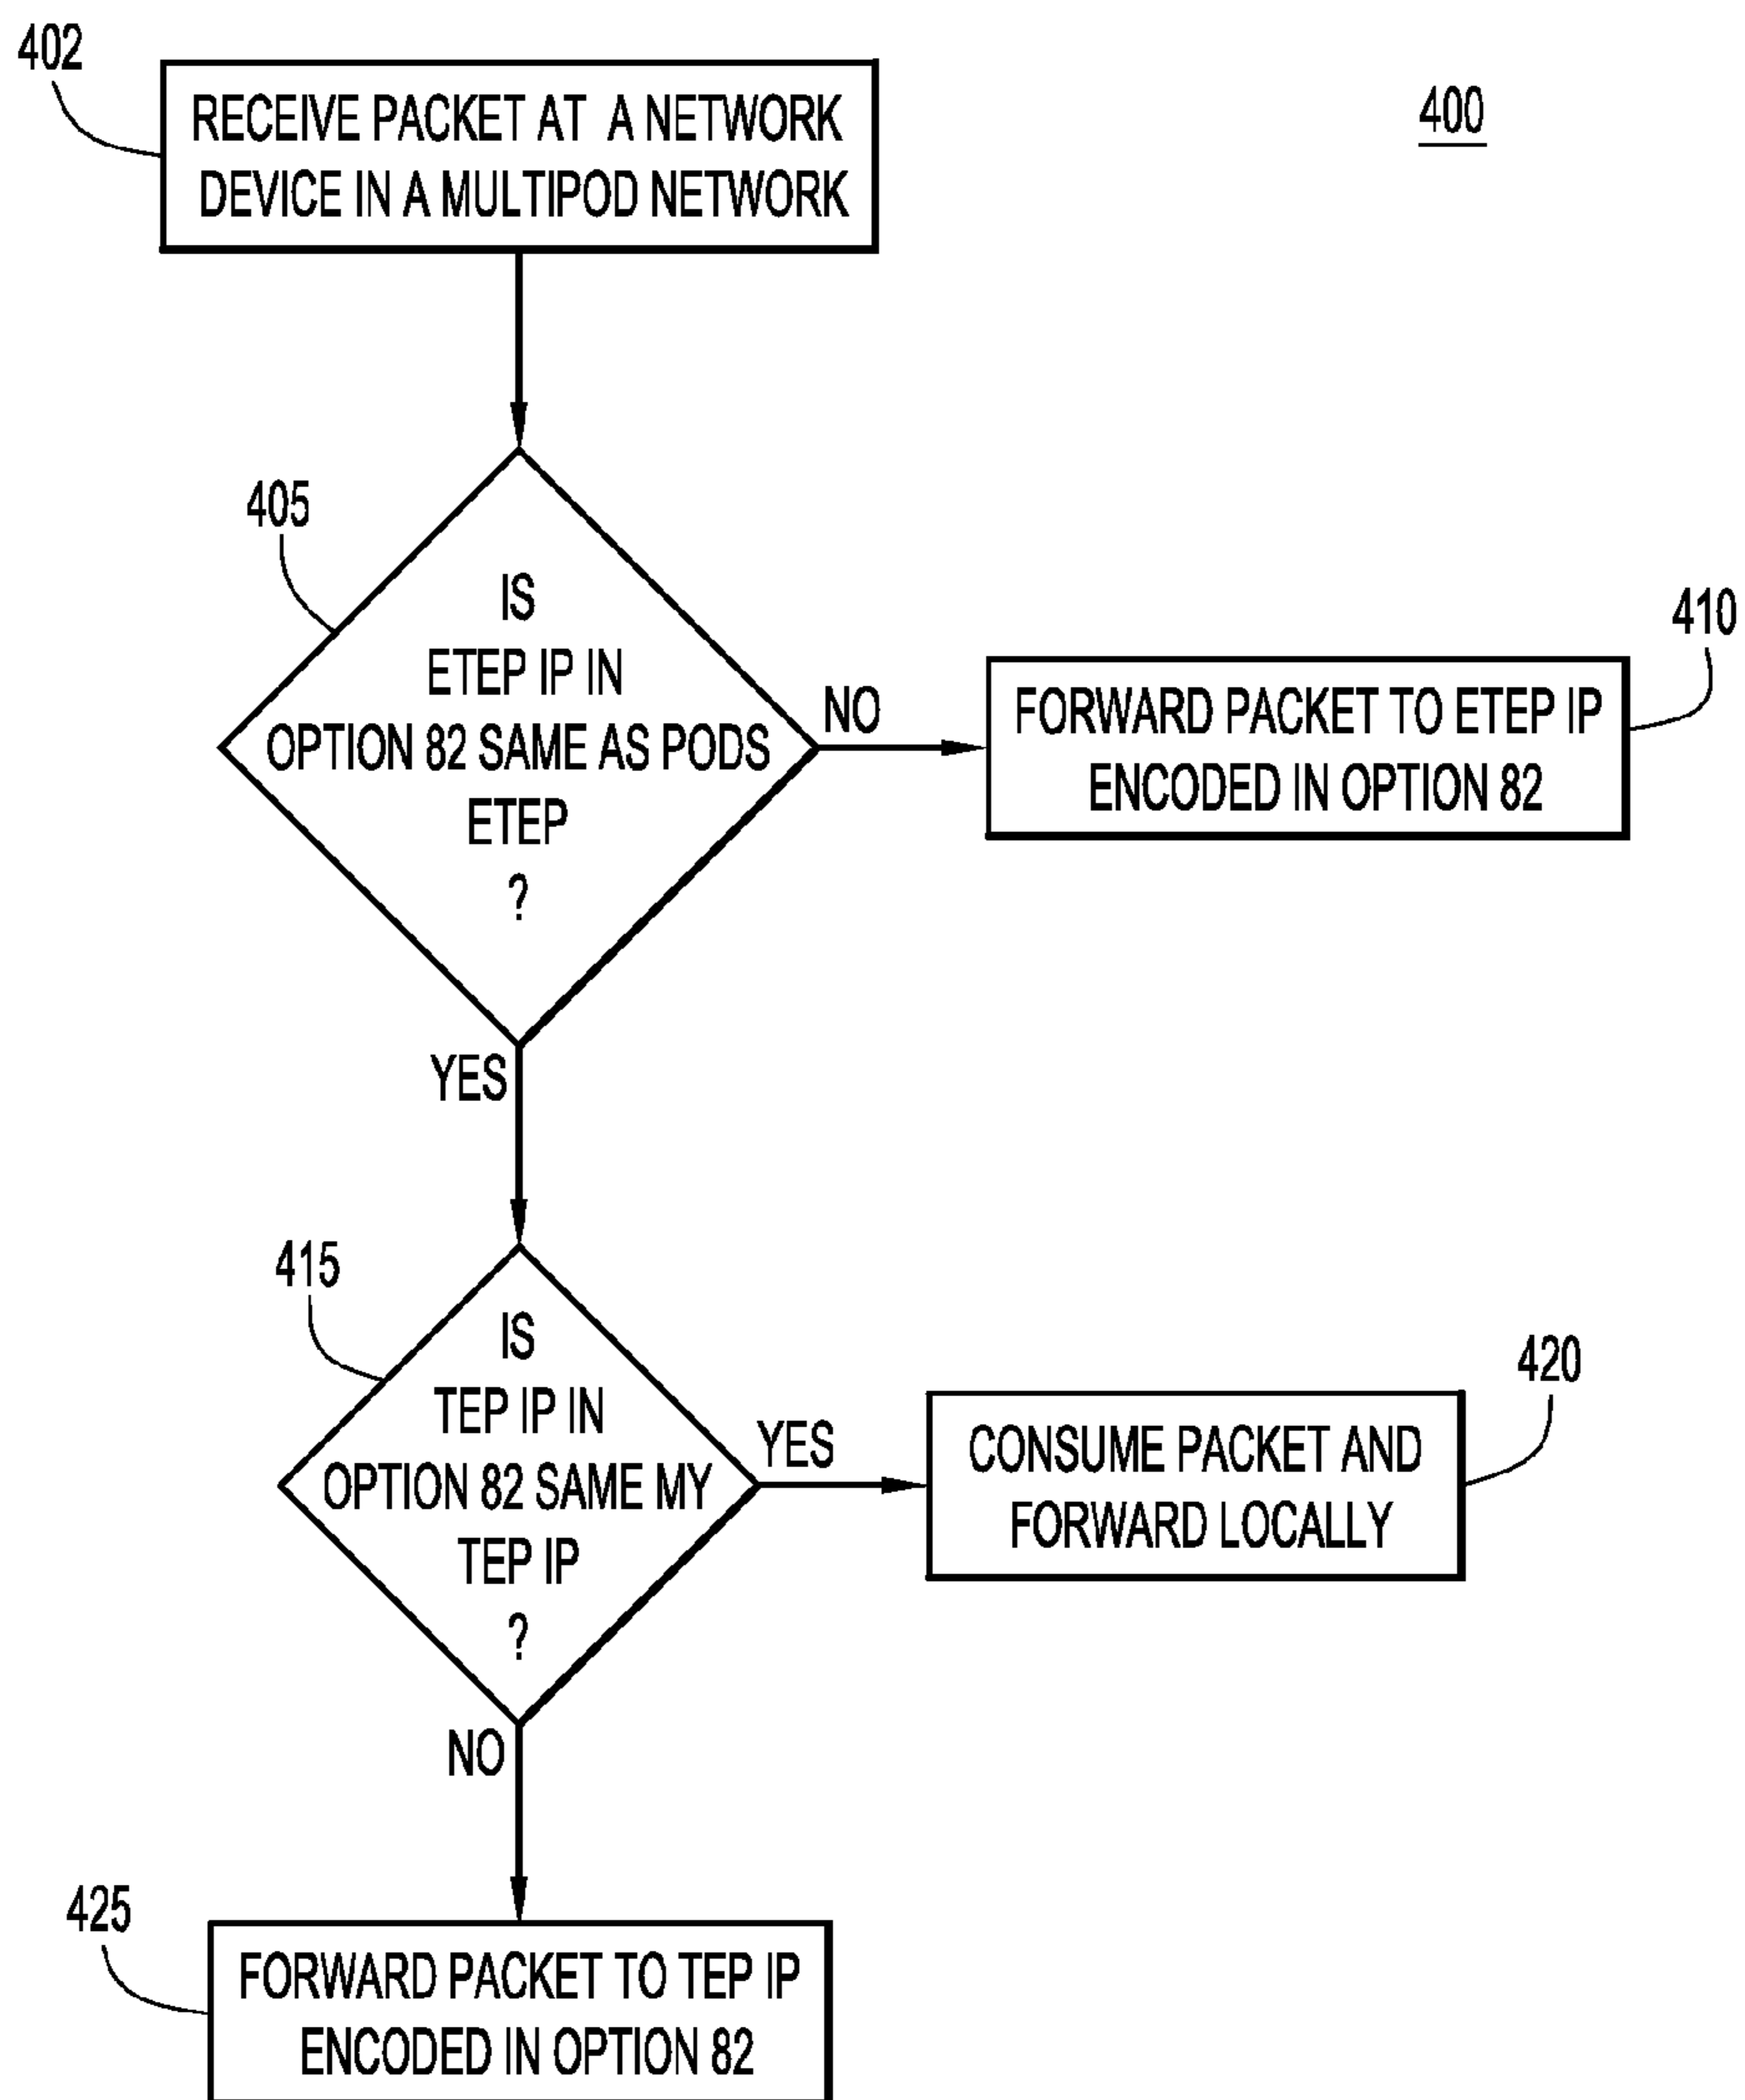 402
RECEIVE PACKET AT A NETWORK
DEVICE IN A MULTIPOD NETWORK
400
405
IS
ETEP IP IN
OPTION 82 SAME AS PODS
ETEP
?
NO
410
FORWARD PACKET TO ETEP IP
ENCODED IN OPTION 82
YES
415
IS
TEP IP IN
OPTION 82 SAME MY
TEP IP
?
YES
420
CONSUME PACKET AND
FORWARD LOCALLY
NO
425
FORWARD PACKET TO TEP IP
ENCODED IN OPTION 82